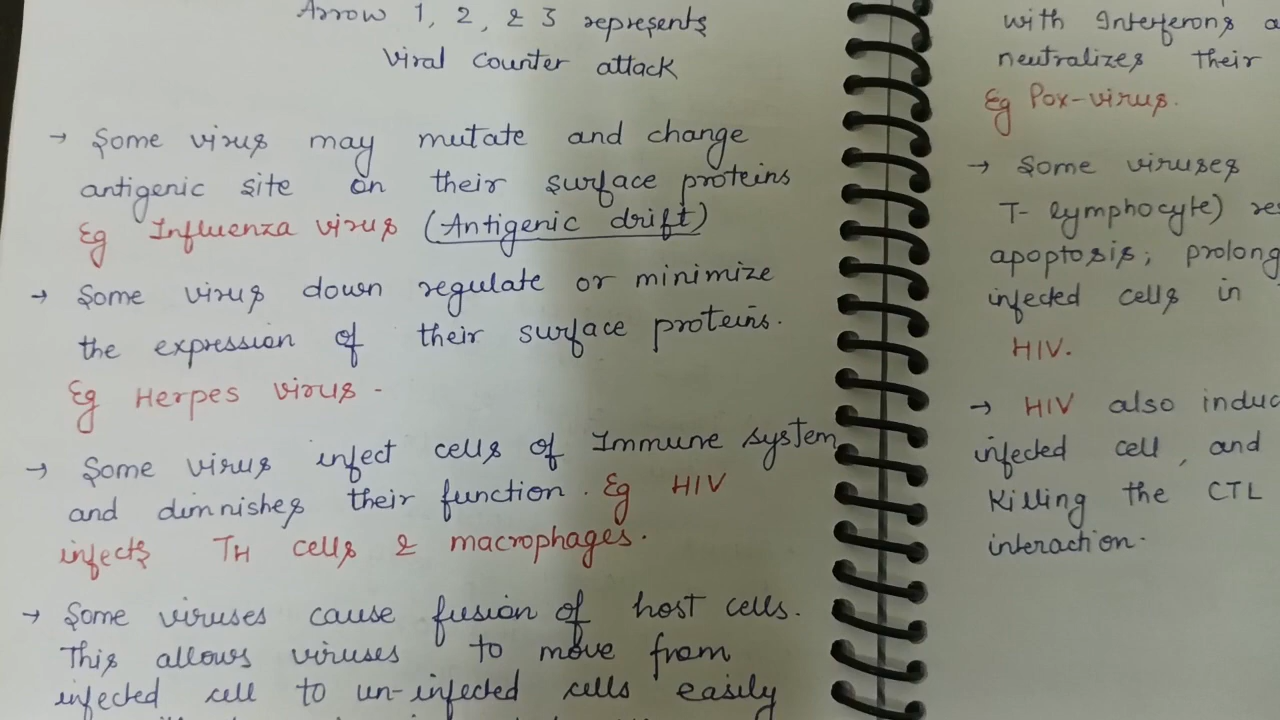 Arrow 1, 2, & 3 represents
Viral Counter attack
→ Some virus may mutate and change
antigenic site on their surface proteins
Eg Influenza virus (Antigenic drift)
→ Some virus down regulate or minimize
the expression of their surface proteins.
Eg Herpes virus -
→ Some virus infect cells of Immune system
and dimnishes their function. Eg HIV
infects TH cells & macrophages.
→ Some viruses cause fusion of host cells.
This allows viruses to move from
infected cell to un-infected cells easily
with Interferons
neutralizes their
Eg Pox-virus.
→ Some viruses
T- lymphocyte)
apoptosis; prolong
infected cells in
HIV.
→ HIV also induc
infected cell, and
Killing the CTL
interaction.